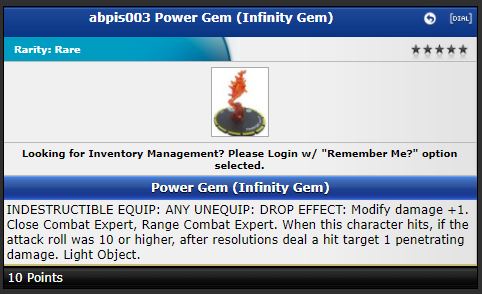 abpis003 Power Gem (Infinity Gem)
[DIAL]
Rarity: Rare
Looking for Inventory Management? Please Login w/ "Remember Me?" option
selected.
Power Gem (Infinity Gem)
INDESTRUCTIBLE EQUIP: ANY UNEQUIP: DROP EFFECT: Modify damage +1.
Close Combat Expert, Range Combat Expert. When this character hits, if the
attack roll was 10 or higher, after resolutions deal a hit target 1 penetrating
damage. Light Object.
10 Points